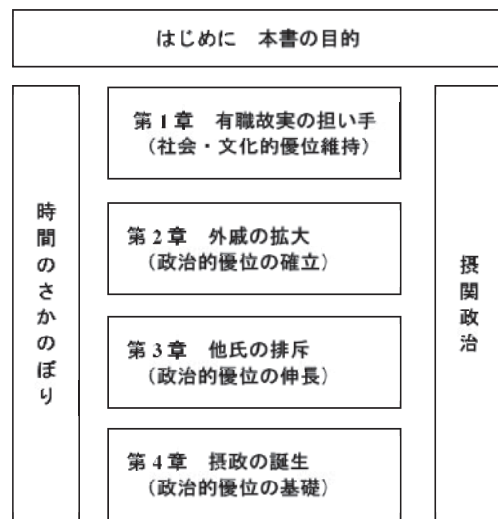 はじめに　本書の目的
時間のさかのぼり
第1章　有職故実の担い手
（社会・文化的優位維持）
第2章　外戚の拡大
（政治的優位の確立）
第3章　他氏の排斥
（政治的優位の伸長）
第4章　摂政の誕生
（政治的優位の基礎）
摂関政治